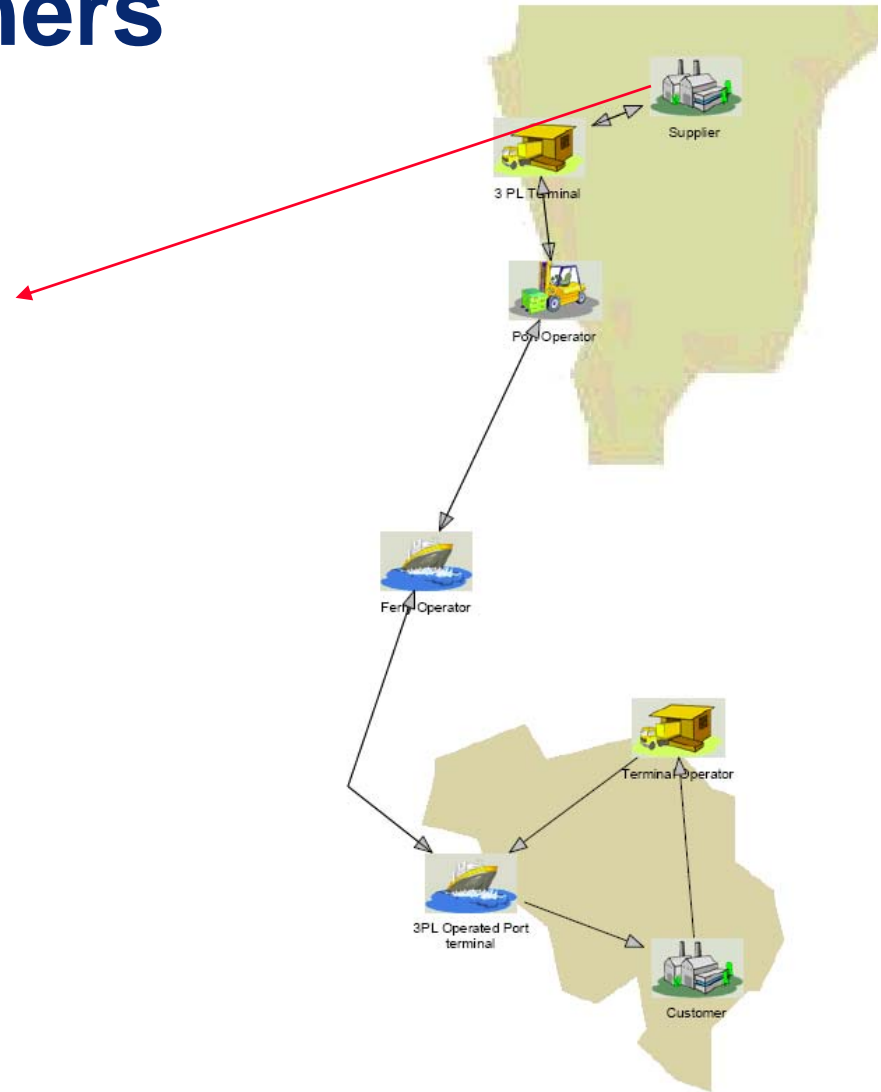 ners
Supplier
3 PL Terminal
Port Operator
Ferry Operator
Terminal Operator
3PL Operated Port
terminal
Customer